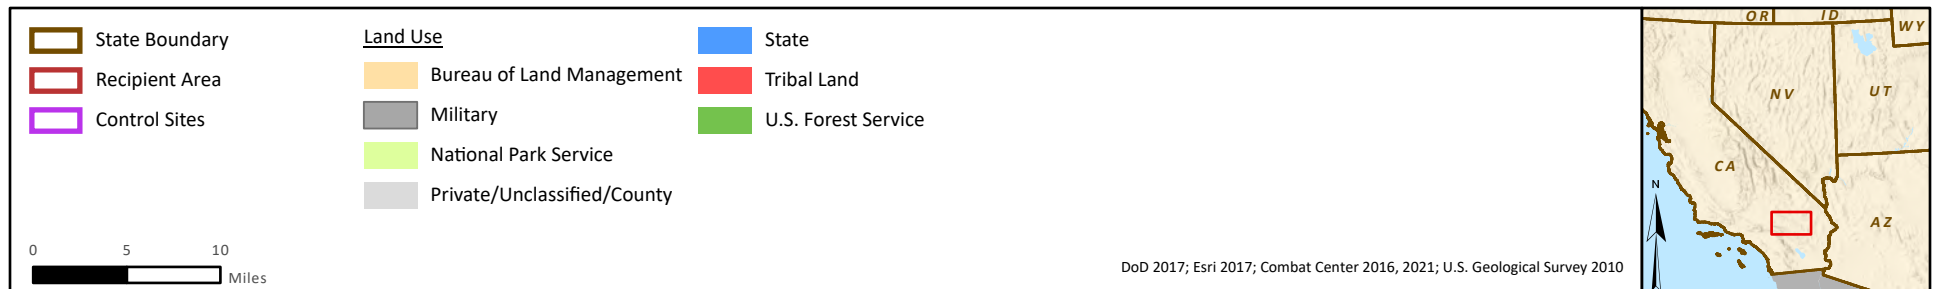 State Boundary
Recipient Area
Control Sites
Land Use
Bureau of Land Management
Military
National Park Service
Private/Unclassified/County
State
Tribal Land
U.S. Forest Service
0 5 10
Miles
DoD 2017; Esri 2017; Combat Center 2016, 2021; U.S. Geological Survey 2010
OR ID
WY
NV
UT
CA
N
AZ